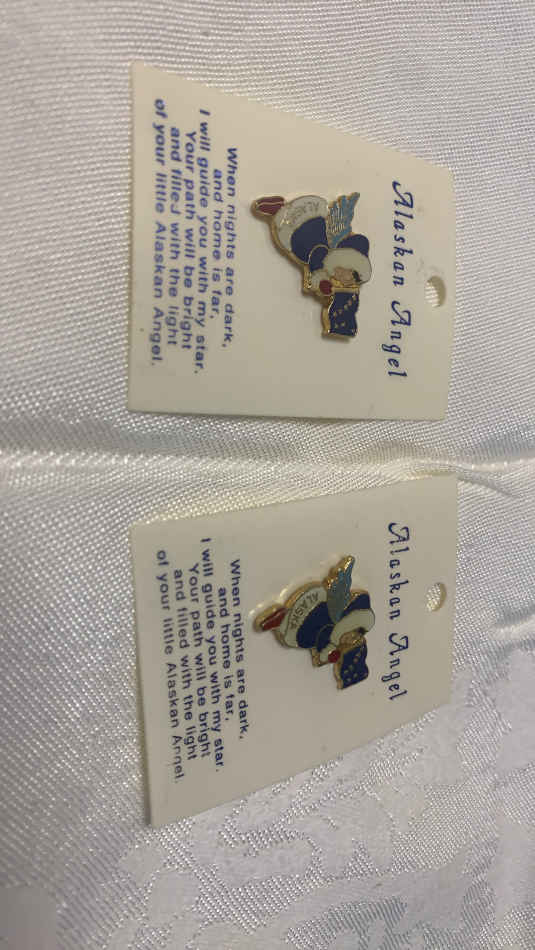 Alaskan Angel
ALASKA
When nights are dark,
and home is far,
I will guide you with my star.
Your path will be bright
and filled with the light
of your little Alaskan Angel.
Alaskan Angel
ALASKA
When nights are dark,
and home is far,
I will guide you with my star.
Your path will be bright
and filled with the light
of your little Alaskan Angel.